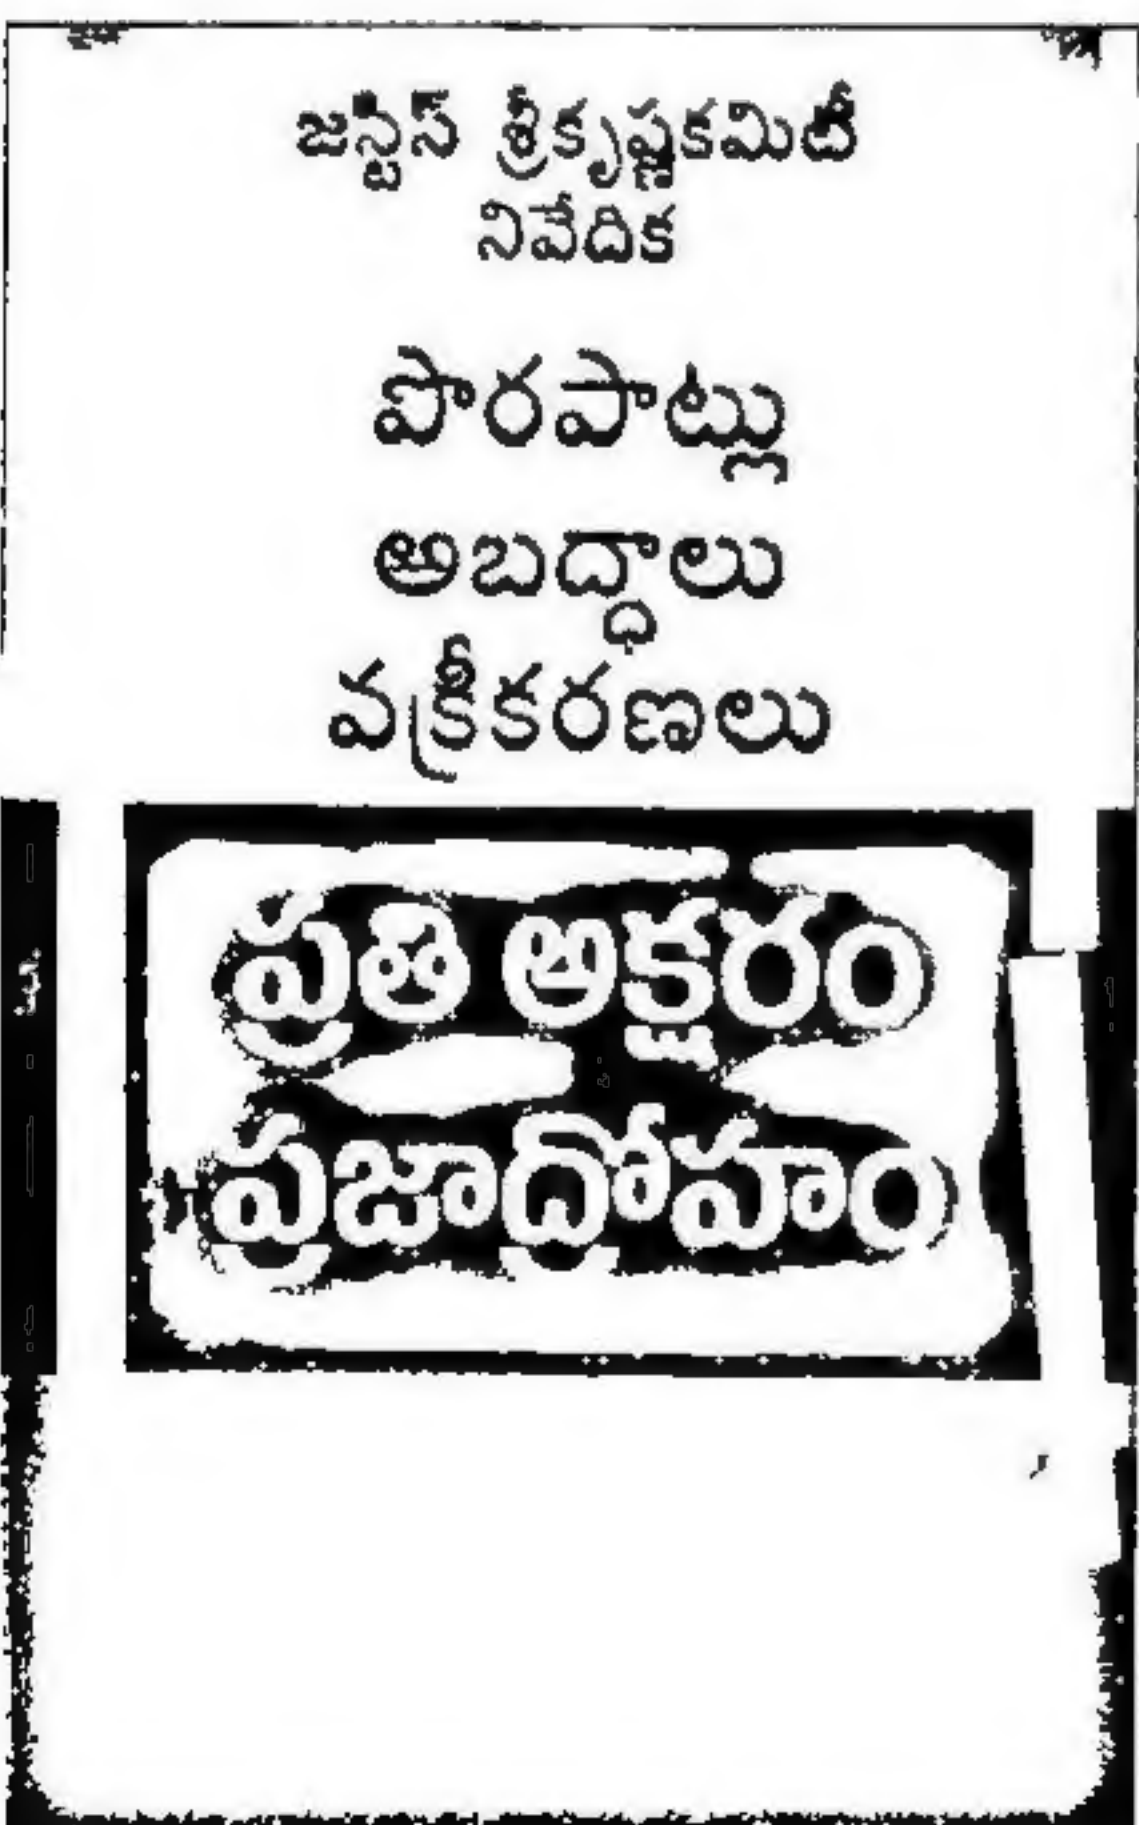 జస్టిస్ శ్రీకృష్ణకమిటీ
నివేదిక
పొరపాట్లు
అబద్ధాలు
వక్రీకరణలు
ప్రతి అక్షరం
ప్రజాద్రోహం